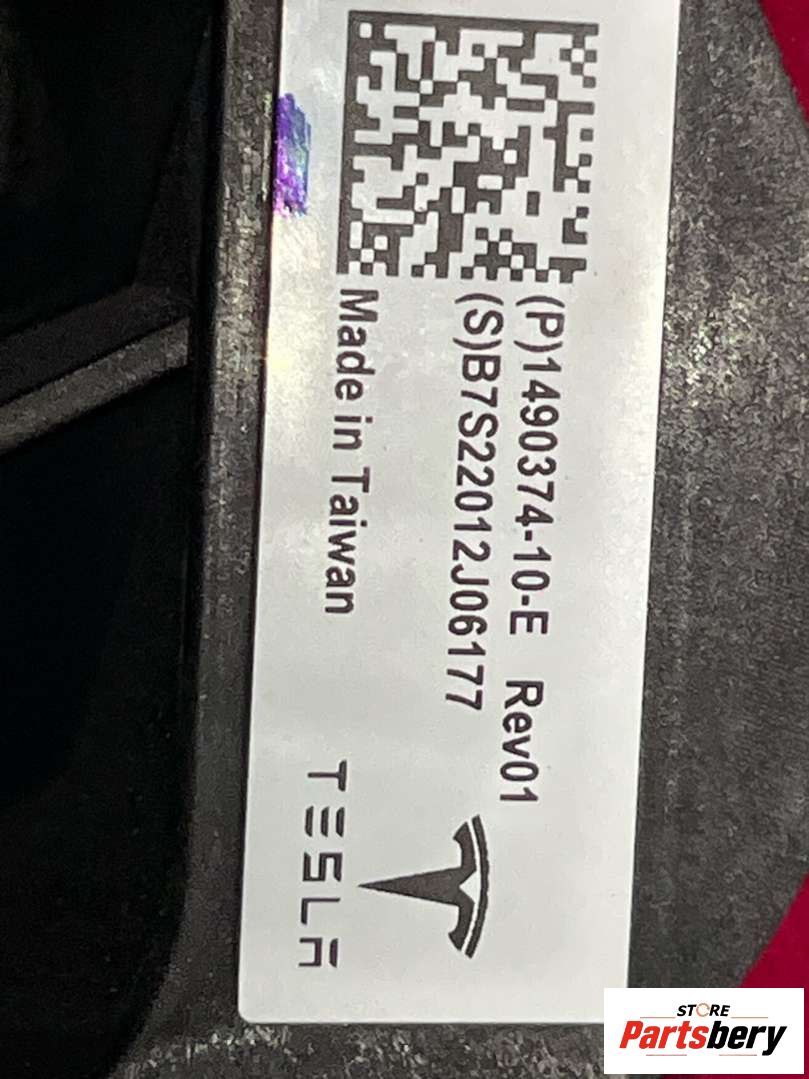 (P)1490374-10-E Rev01
(S)B7S22012J06177
Made in Taiwan
TESLA
STORE
Partsbery